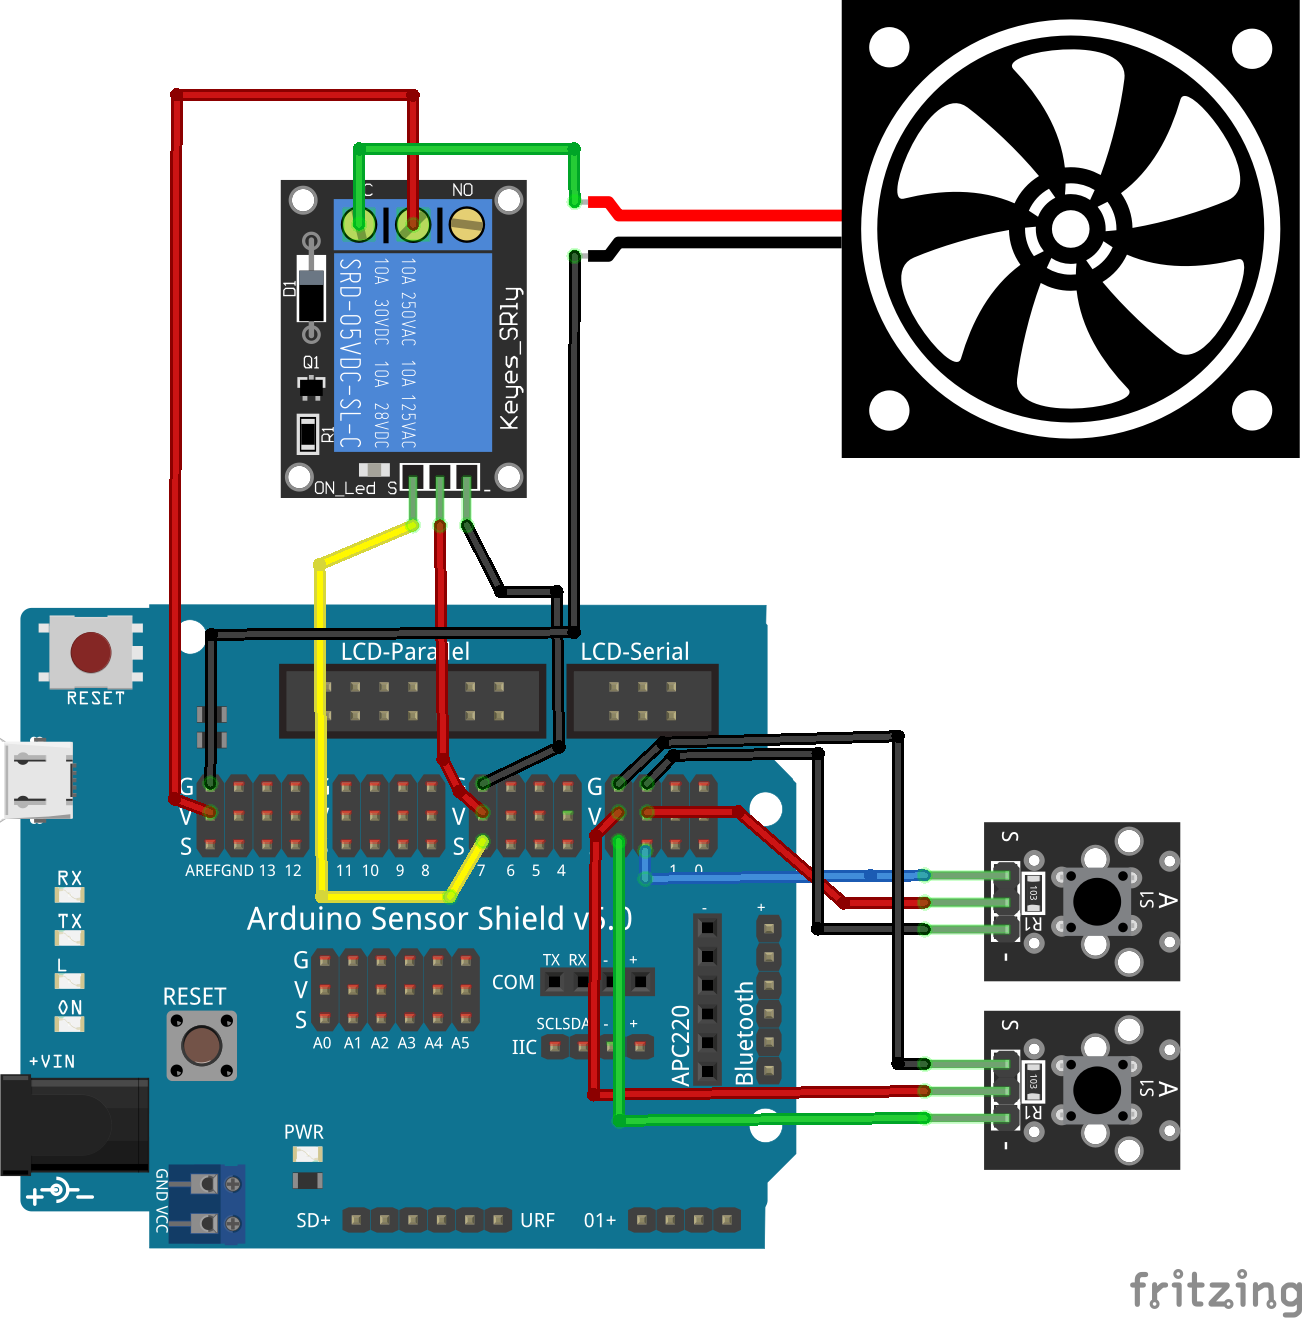 C NO
D1
Q1
R1
SRD-05VDC-SL-C
10A 30VDC 10A 28VDC
10A 250VAC 10A 125VAC
Keyes_SRly
ON_Led S -
RESET
LCD-Parallel
LCD-Serial
G
V
S
G
V
S
G
V
S
AREF GND 13 12 11 10 9 8 7 6 5 4 1 0
RX
TX
L
ON
+VIN
Arduino Sensor Shield v5.0
RESET
G
V
S
A0 A1 A2 A3 A4 A5
TX RX - +
COM
SCL SDA - +
IIC
APC220
-
Bluetooth
+
PWR
GND VCC
+ -
SD+ URF 01+
S
-
103
R1
S1
A
S
-
103
R1
S1
A
fritzing